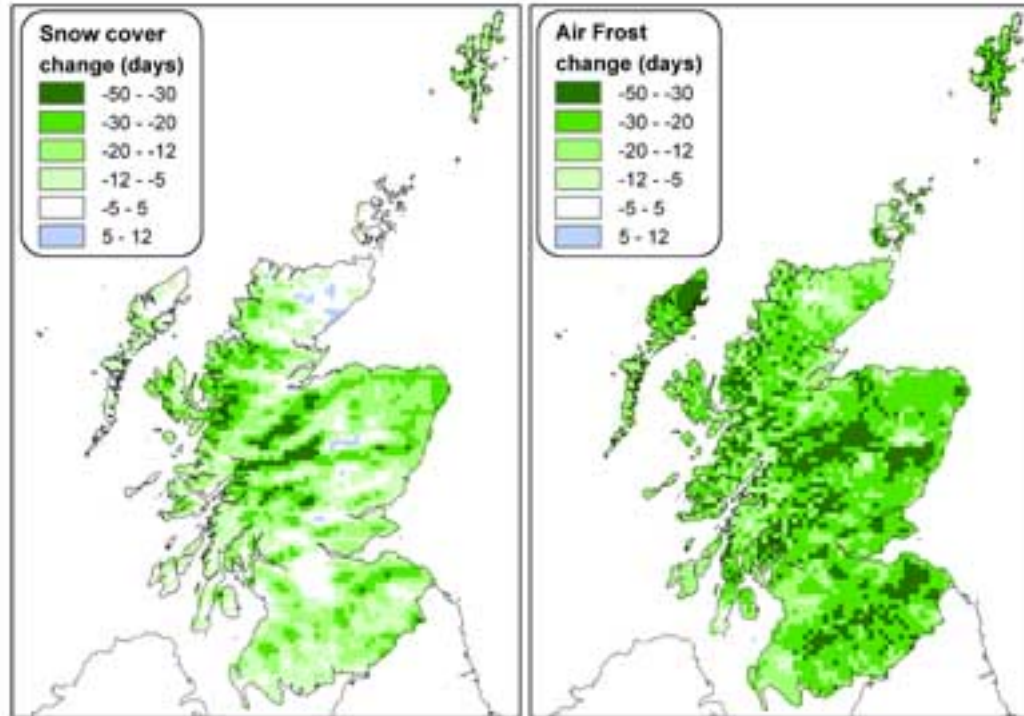 Snow cover
change (days)
-50 - -30
-30 - -20
-20 - -12
-12 - -5
-5 - 5
5 - 12
Air Frost
change (days)
-50 - -30
-30 - -20
-20 - -12
-12 - -5
-5 - 5
5 - 12